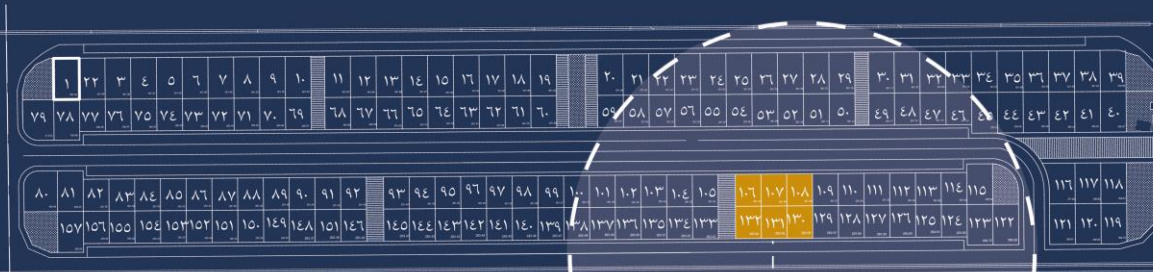 ١ ٢٢ ٣ ٤ ٥ ٦ ٧ ٨ ٩ ١٠ ١١ ١٢ ١٣ ١٤ ١٥ ١٦ ١٧ ١٨ ١٩ ٢٠ ٢١ ٢٢ ٢٣ ٢٤ ٢٥ ٢٦ ٢٧ ٢٨ ٢٩ ٣٠ ٣١ ٣٢ ٣٣ ٣٤ ٣٥ ٣٦ ٣٧ ٣٨ ٣٩
٧٩ ٧٨ ٧٧ ٧٦ ٧٥ ٧٤ ٧٣ ٧٢ ٧١ ٧٠ ٦٩ ٦٨ ٦٧ ٦٦ ٦٥ ٦٤ ٦٣ ٦٢ ٦١ ٦٠ ٥٩ ٥٨ ٥٧ ٥٦ ٥٥ ٥٤ ٥٣ ٥٢ ٥١ ٥٠ ٤٩ ٤٨ ٤٧ ٤٦ ٤٥ ٤٤ ٤٣ ٤٢ ٤١ ٤٠
٨٠ ٨١ ٨٢ ٨٣ ٨٤ ٨٥ ٨٦ ٨٧ ٨٨ ٨٩ ٩٠ ٩١ ٩٢ ٩٣ ٩٤ ٩٥ ٩٦ ٩٧ ٩٨ ٩٩ ١٠٠ ١٠١ ١٠٢ ١٠٣ ١٠٤ ١٠٥ ١٠٦ ١٠٧ ١٠٨ ١٠٩ ١١٠ ١١١ ١١٢ ١١٣ ١١٤ ١١٥ ١١٦ ١١٧ ١١٨
١٥٧ ١٥٦ ١٥٥ ١٥٤ ١٥٣ ١٥٢ ١٥١ ١٥٠ ١٤٩ ١٤٨ ١٥١ ١٤٦ ١٤٥ ١٤٤ ١٤٣ ١٤٢ ١٤١ ١٤٠ ١٣٩ ١٣٨ ١٣٧ ١٣٦ ١٣٥ ١٣٤ ١٣٣ ١٣٢ ١٣١ ١٣٠ ١٢٩ ١٢٨ ١٢٧ ١٢٦ ١٢٥ ١٢٤ ١٢٣ ١٢٢ ١٢١ ١٢٠ ١١٩